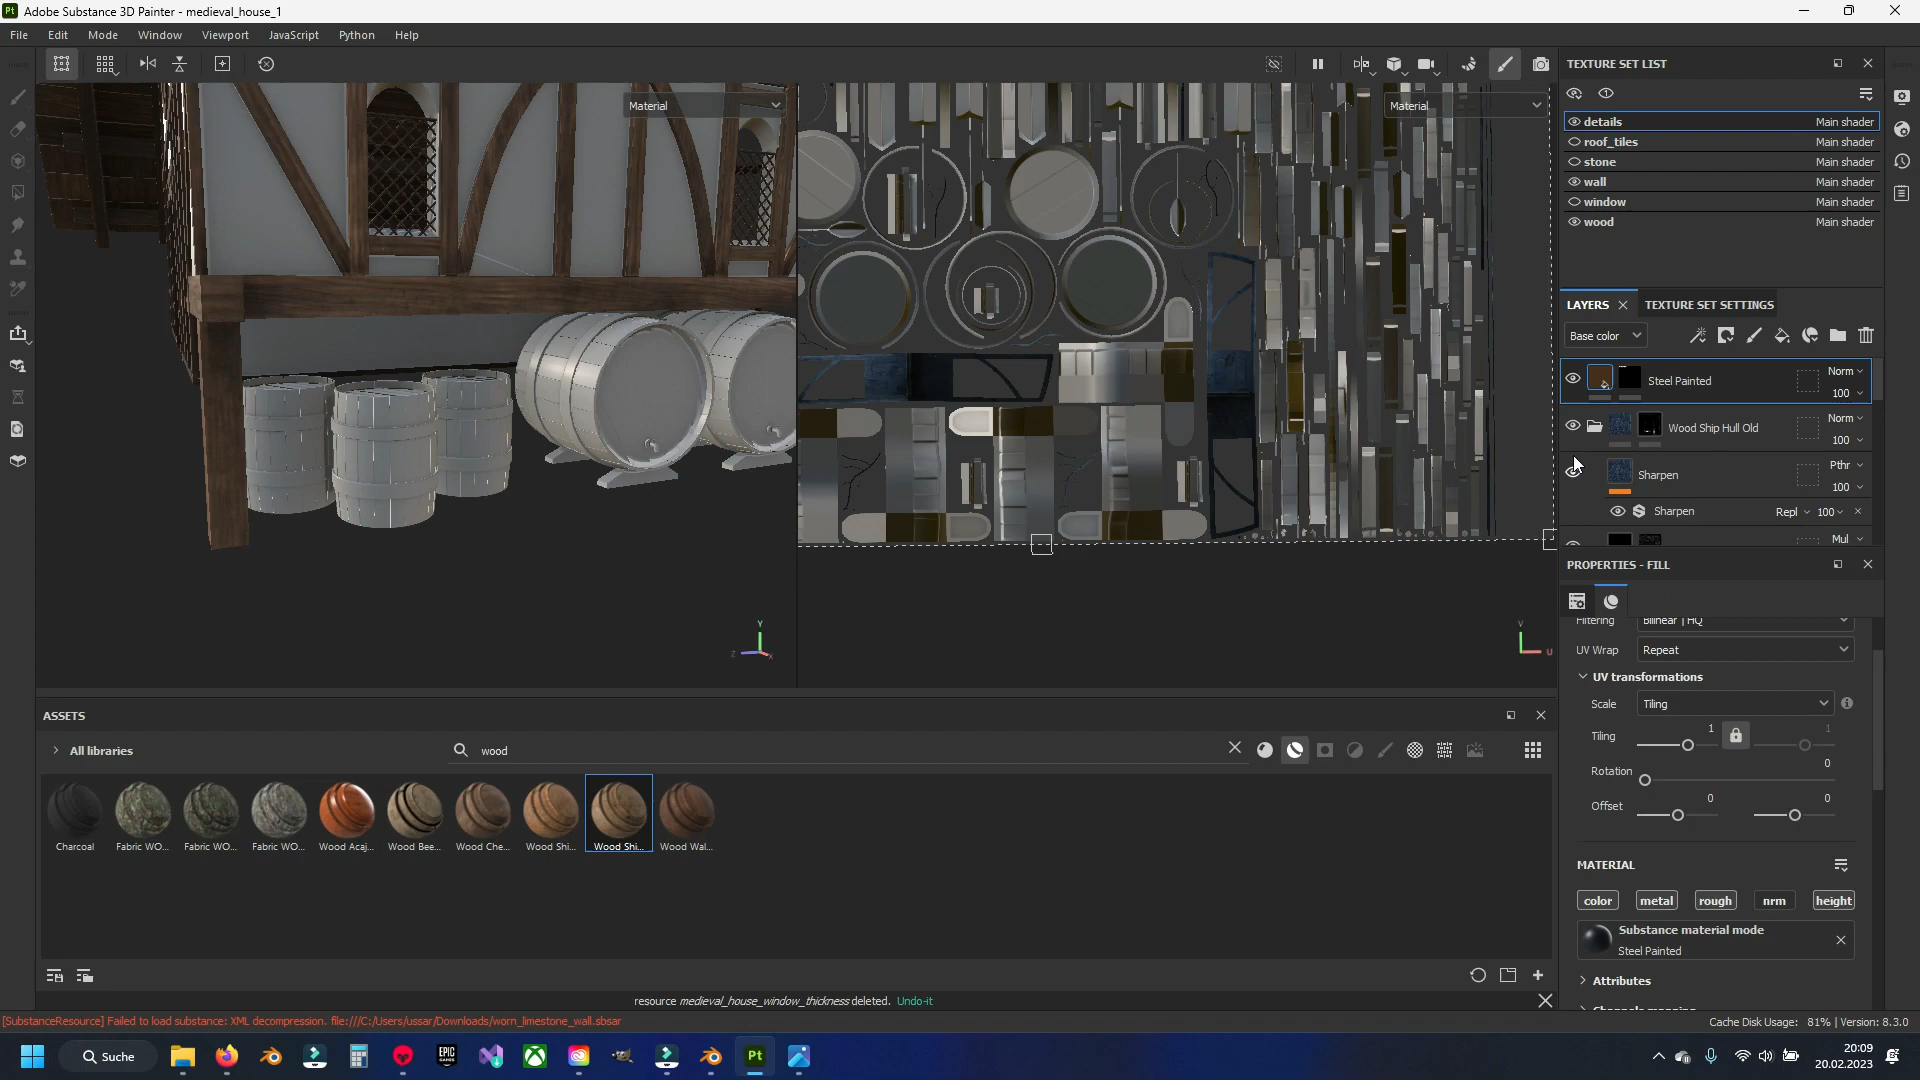 Adobe Substance 3D Painter - medieval_house_1
File Edit Mode Window Viewport JavaScript Python Help
Material
Material
TEXTURE SET LIST
details Main shader
roof_tiles Main shader
stone Main shader
wall Main shader
window Main shader
wood Main shader
LAYERS TEXTURE SET SETTINGS
Base color
Steel Painted Norm 100
Wood Ship Hull Old Norm 100
Sharpen Pthr 100
Sharpen Repl 100
Mul
PROPERTIES - FILL
Filtering Bilinear | HQ
UV Wrap Repeat
UV transformations
Scale Tiling
Tiling 1 1
Rotation 0
Offset 0 0
MATERIAL
color metal rough nrm height
Substance material mode
Steel Painted
Attributes
Y
Z X
V
U
ASSETS
All libraries wood
Charcoal Fabric WO... Fabric WO... Fabric WO... Wood Acaj... Wood Bee... Wood Che... Wood Shi... Wood Shi... Wood Wal...
resource medieval_house_window_thickness deleted. Undo-it
[SubstanceResource] Failed to load substance: XML decompression. file:///C:/Users/ussar/Downloads/worn_limestone_wall.sbsar
Cache Disk Usage: 81% | Version: 8.3.0
Suche
EPIC GAMES
Pt
20:09
20.02.2023